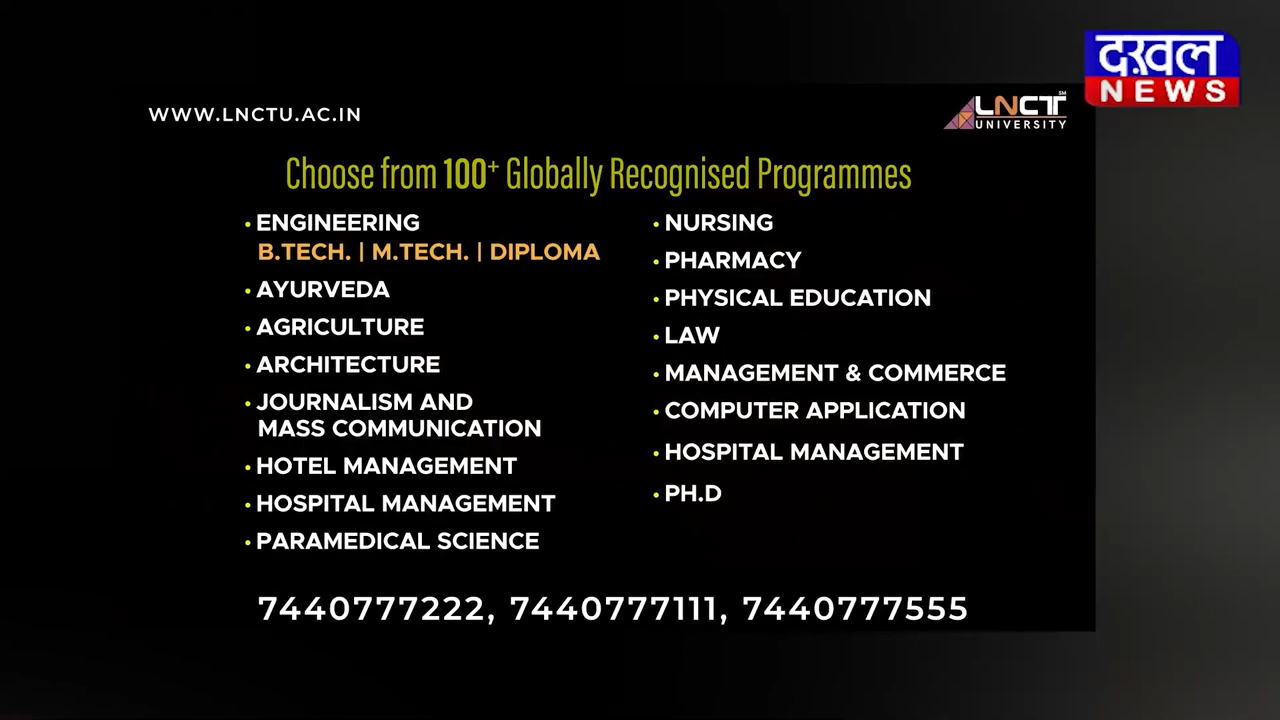 दख़ल
NEWS
WWW.LNCTU.AC.IN
LNCT SM
UNIVERSITY
Choose from 100+ Globally Recognised Programmes
• ENGINEERING
B.TECH. | M.TECH. | DIPLOMA
• AYURVEDA
• AGRICULTURE
• ARCHITECTURE
• JOURNALISM AND
MASS COMMUNICATION
• HOTEL MANAGEMENT
• HOSPITAL MANAGEMENT
• PARAMEDICAL SCIENCE
• NURSING
• PHARMACY
• PHYSICAL EDUCATION
• LAW
• MANAGEMENT & COMMERCE
• COMPUTER APPLICATION
• HOSPITAL MANAGEMENT
• PH.D
7440777222, 7440777111, 7440777555